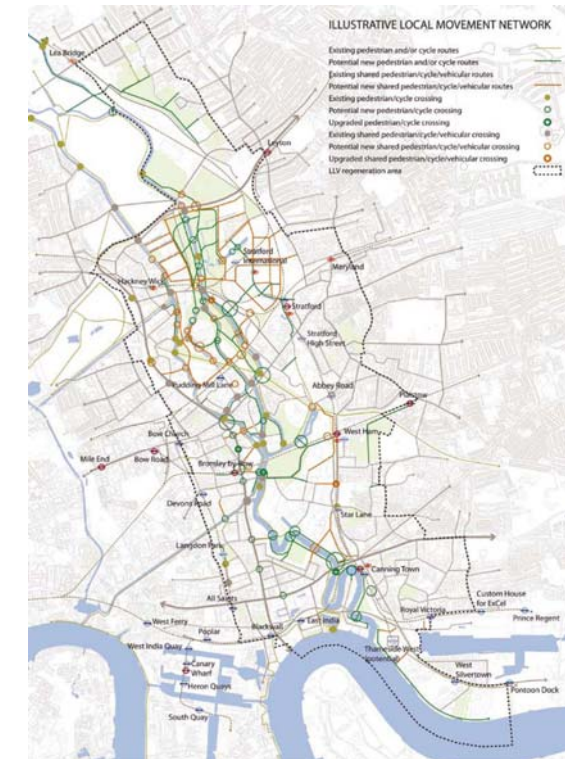 ILLUSTRATIVE LOCAL MOVEMENT NETWORK
Existing pedestrian and/or cycle routes
Potential new pedestrian and/or cycle routes
Existing shared pedestrian/cycle/vehicular routes
Potential new shared pedestrian/cycle/vehicular routes
Existing pedestrian/cycle crossing
Potential new pedestrian/cycle crossing
Upgraded pedestrian/cycle crossing
Existing shared pedestrian/cycle/vehicular crossing
Potential new shared pedestrian/cycle/vehicular crossing
Upgraded shared pedestrian/cycle/vehicular crossing
LLV regeneration area
Lea Bridge
Leyton
Stratford
International
Maryland
Hackney Wick
Stratford
Stratford
High Street
Pudding Mill Lane
Abbey Road
Plaistow
Bow Church
West Ham
Mile End
Bow Road
Bromley by Bow
Devons Road
Star Lane
Langdon Park
Canning Town
All Saints
Custom House
for ExCel
Royal Victoria
Prince Regent
West Ferry
Poplar
Blackwall
East India
West India Quay
Thameside West
(potential)
Canary
Wharf
West
Silvertown
Heron Quays
Pontoon Dock
South Quay